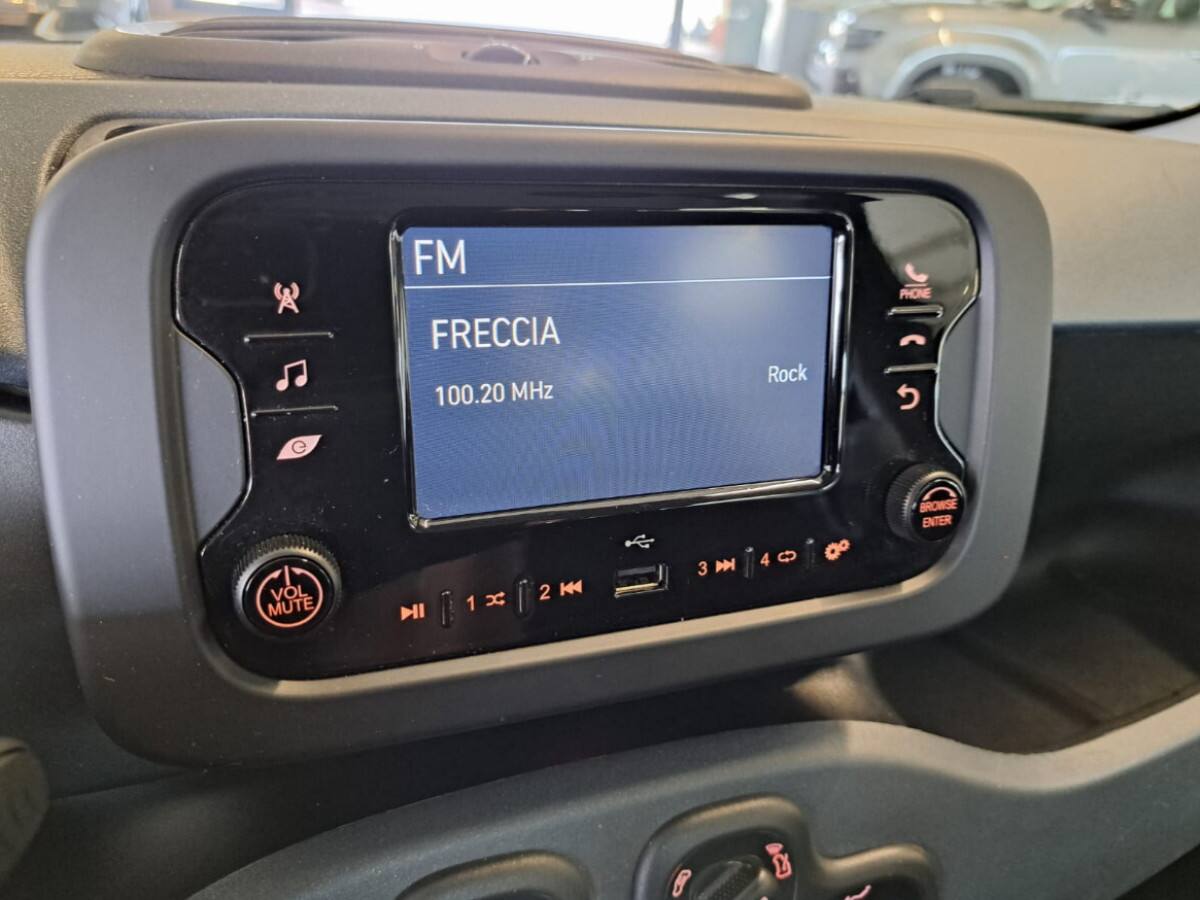 FM
FRECCIA
100.20 MHz
Rock
PHONE
BROWSE
ENTER
VOL
MUTE
1
2
3
4